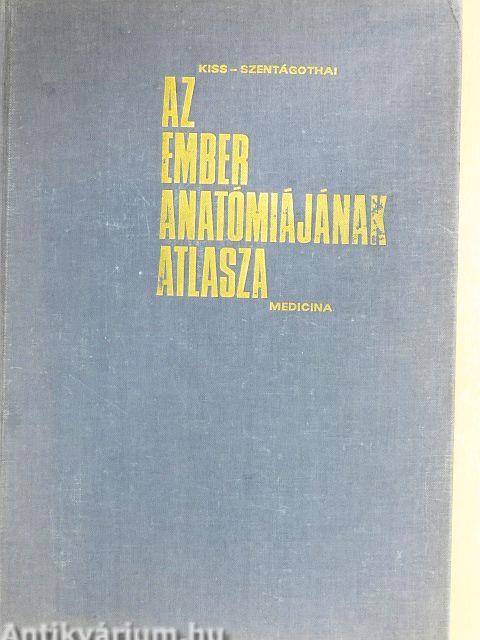 KISS – SZENTÁGOTHAI
AZ
EMBER
ANATÓMIÁJÁNAK
ATLASZA
MEDICINA
Antikvárium.hu